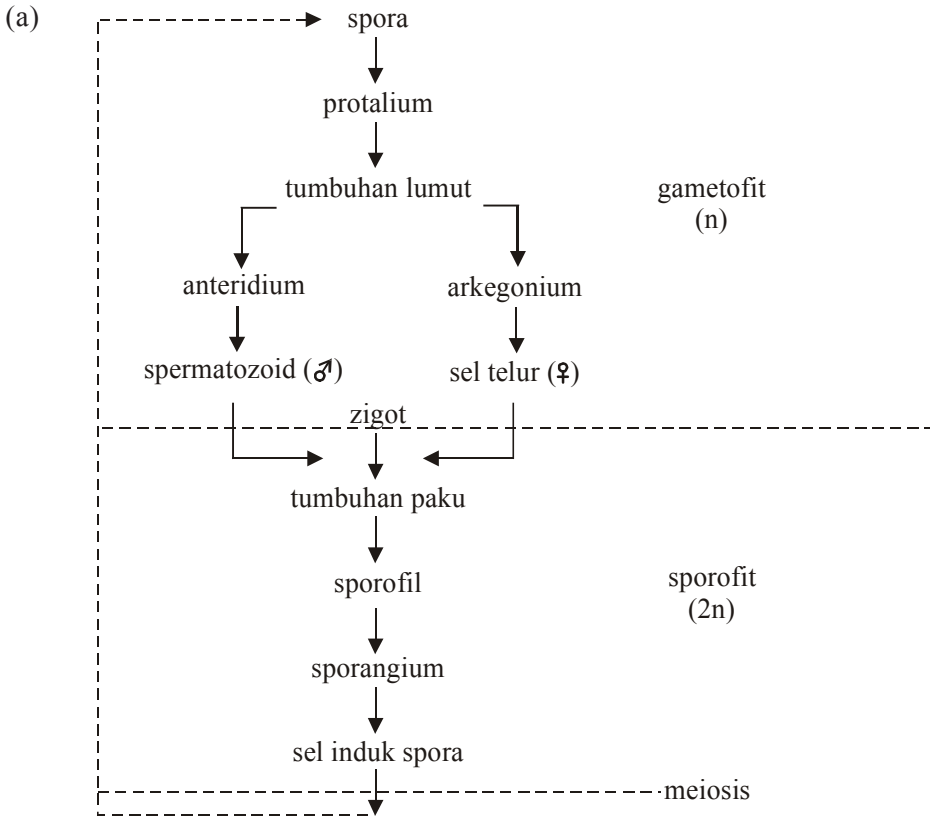 (a)
spora
protalium
tumbuhan lumut
gametofit
(n)
anteridium
arkegonium
spermatozoid (♂)
sel telur (♀)
zigot
tumbuhan paku
sporofil
sporofit
(2n)
sporangium
sel induk spora
meiosis